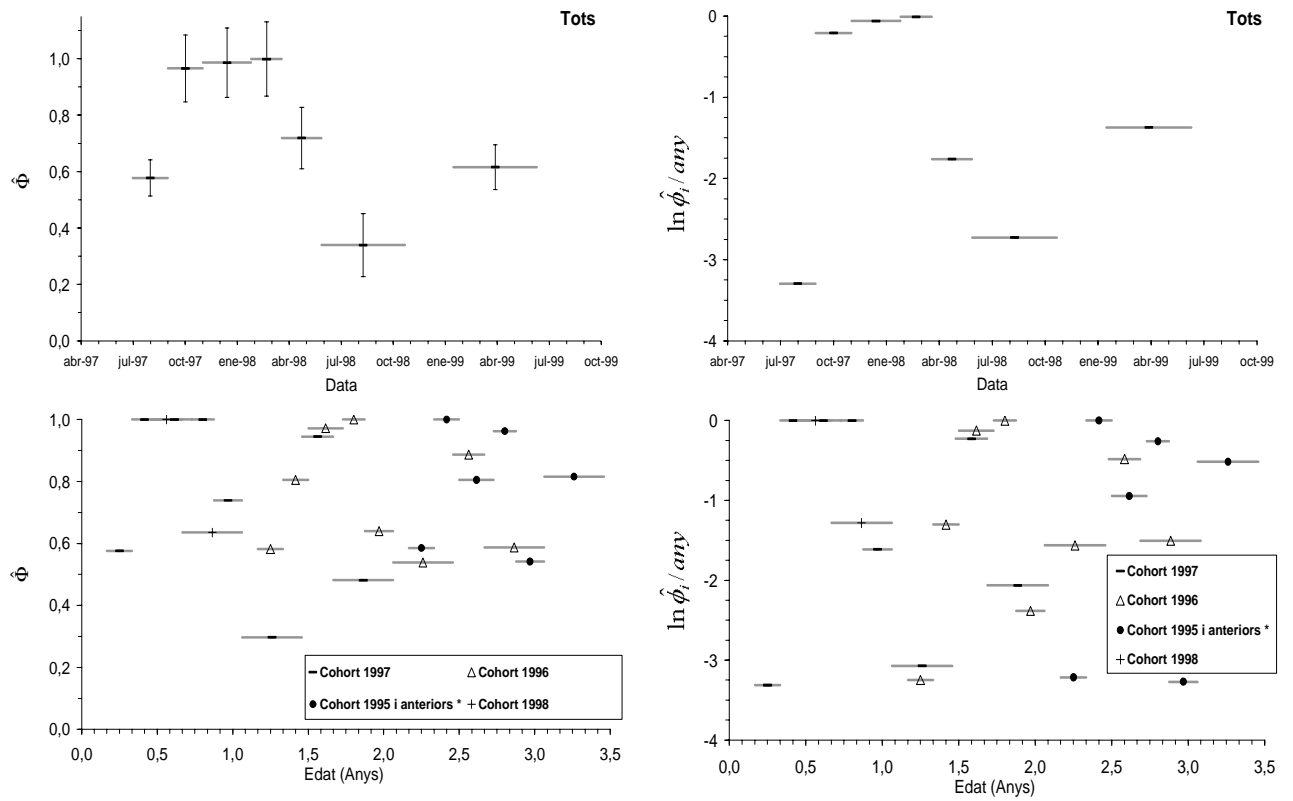 Tots
1,0
0,8
0,6
0,4
0,2
0,0
Φ̂
abr-97 jul-97 oct-97 ene-98 abr-98 jul-98 oct-98 ene-99 abr-99 jul-99 oct-99
Data
Tots
0
-1
-2
-3
-4
ln ϕ̂i / any
abr-97 jul-97 oct-97 ene-98 abr-98 jul-98 oct-98 ene-99 abr-99 jul-99 oct-99
Data
1,0
0,8
0,6
0,4
0,2
0,0
Φ̂
Cohort 1997 Cohort 1996
Cohort 1995 i anteriors * Cohort 1998
0,0 0,5 1,0 1,5 2,0 2,5 3,0 3,5
Edat (Anys)
0
-1
-2
-3
-4
ln ϕ̂i / any
Cohort 1997
Cohort 1996
Cohort 1995 i anteriors *
Cohort 1998
0,0 0,5 1,0 1,5 2,0 2,5 3,0 3,5
Edat (Anys)